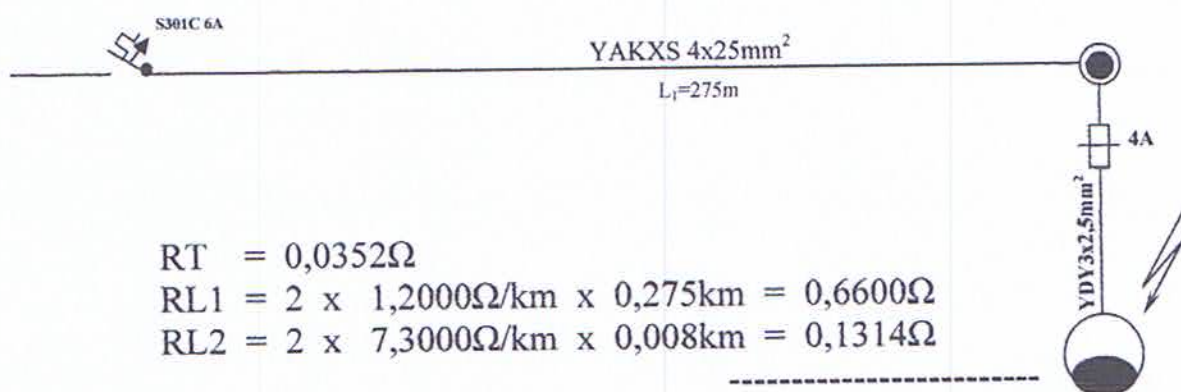 S301C 6A
YAKXS 4x25mm²
L₁=275m
4A
YDY3x2,5mm²
RT = 0,0352Ω
RL1 = 2 x 1,2000Ω/km x 0,275km = 0,6600Ω
RL2 = 2 x 7,3000Ω/km x 0,008km = 0,1314Ω